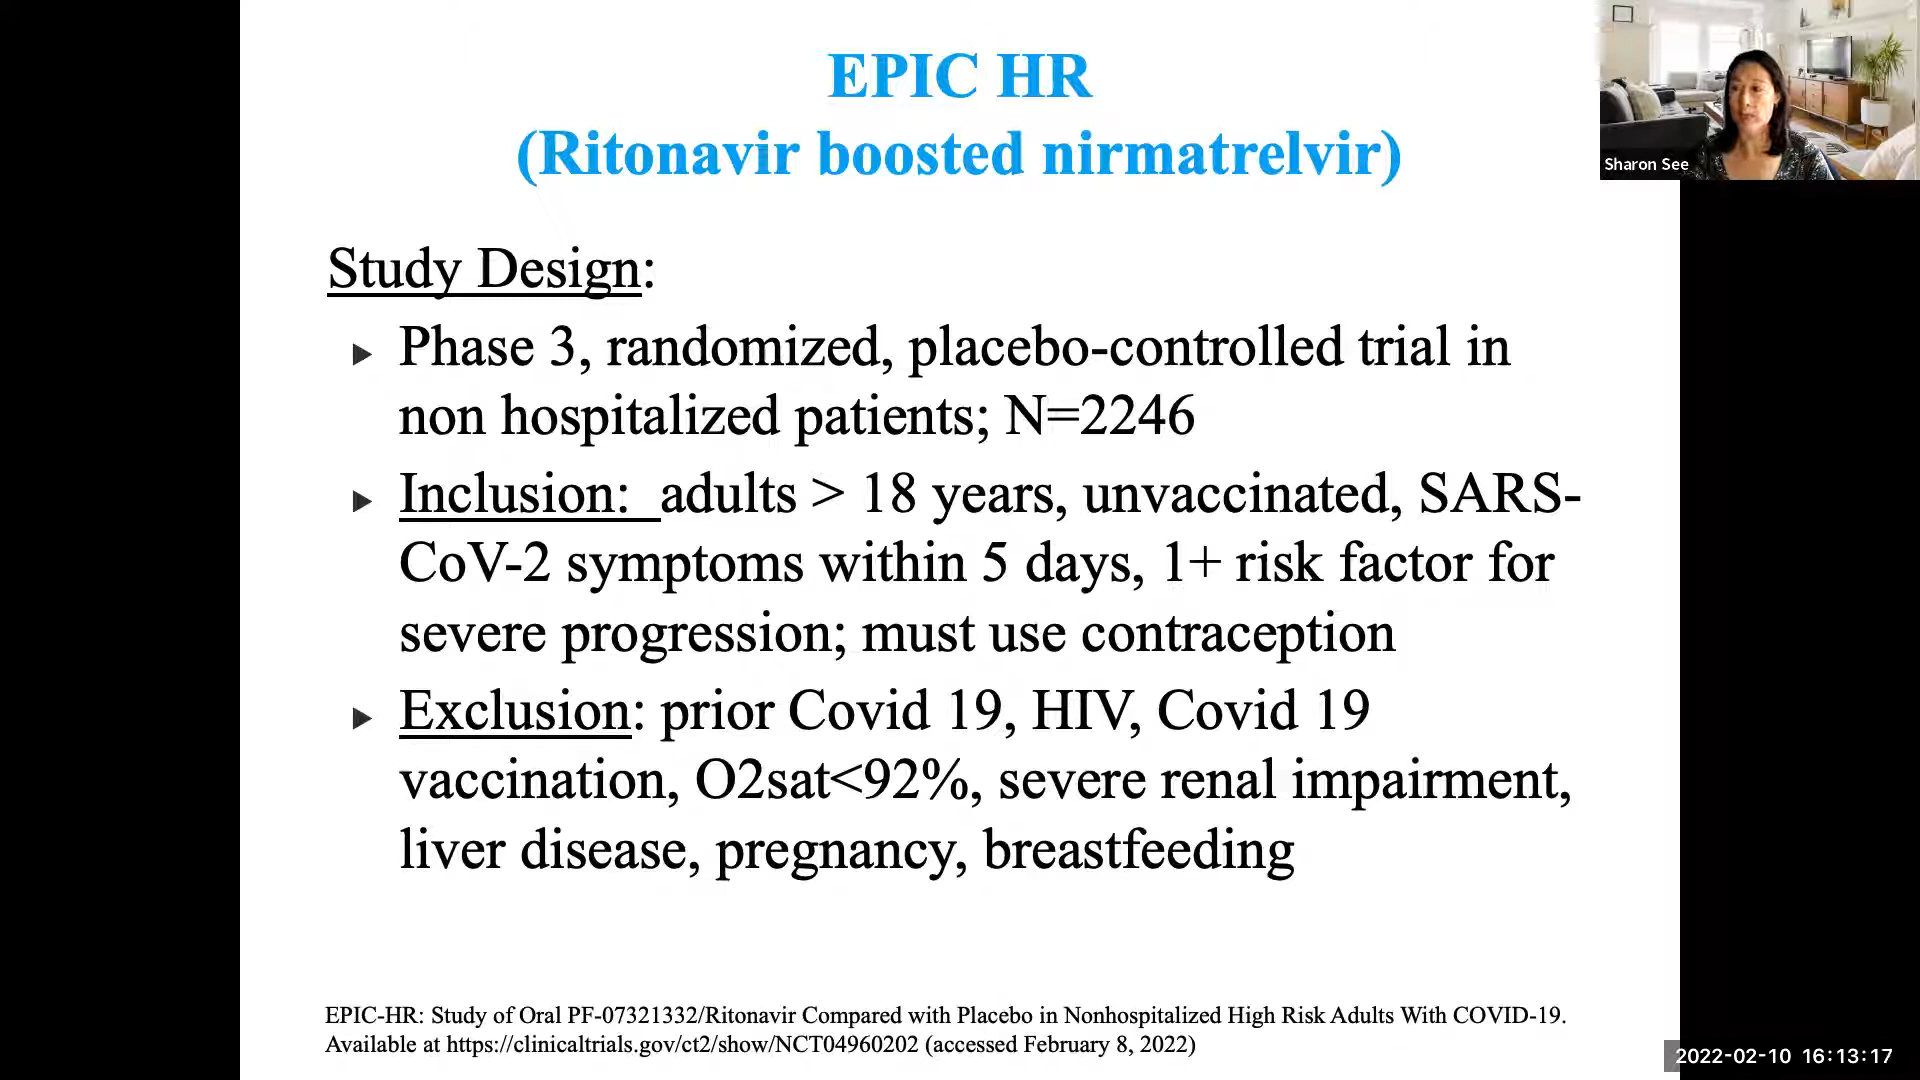 EPIC HR
(Ritonavir boosted nirmatrelvir)
Sharon See
Study Design:
Phase 3, randomized, placebo-controlled trial in
non hospitalized patients; N=2246
Inclusion: adults > 18 years, unvaccinated, SARS-
CoV-2 symptoms within 5 days, 1+ risk factor for
severe progression; must use contraception
Exclusion: prior Covid 19, HIV, Covid 19
vaccination, O2sat<92%, severe renal impairment,
liver disease, pregnancy, breastfeeding
EPIC-HR: Study of Oral PF-07321332/Ritonavir Compared with Placebo in Nonhospitalized High Risk Adults With COVID-19.
Available at https://clinicaltrials.gov/ct2/show/NCT04960202 (accessed February 8, 2022)
2022-02-10 16:13:17